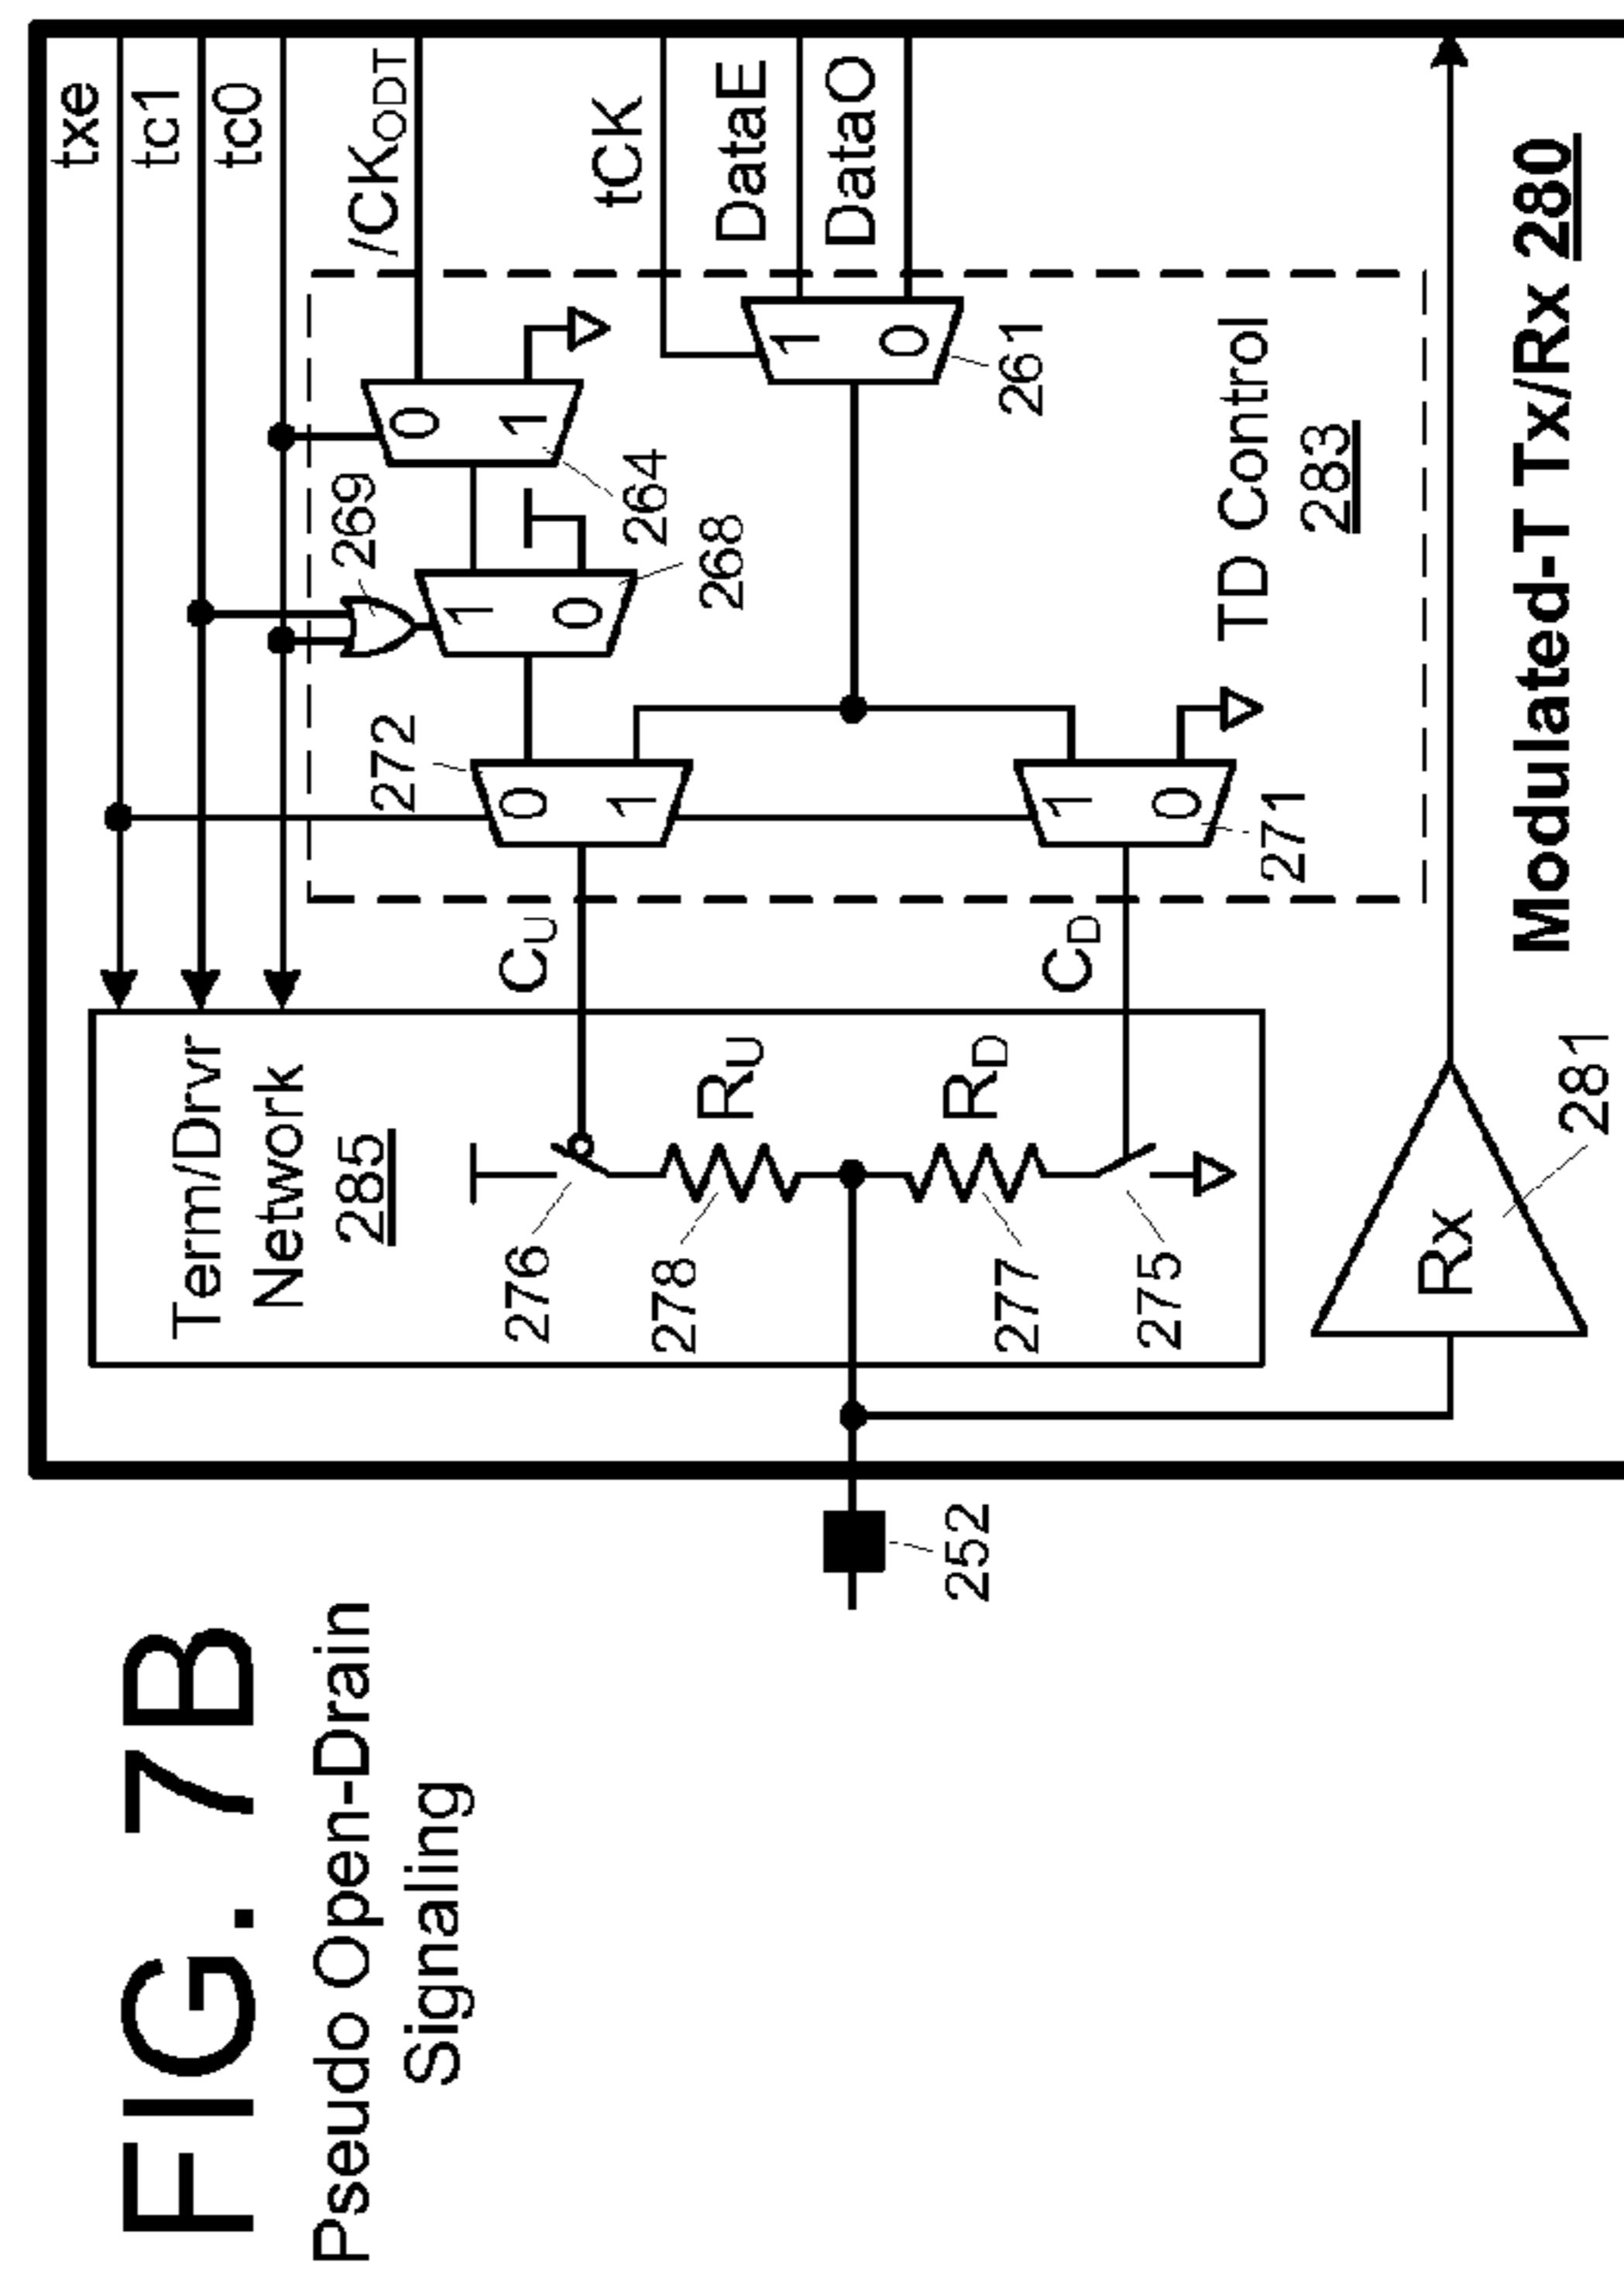 FIG. 7B
Pseudo Open-Drain
Signaling
txe
tc1
tc0
/CKODT
tCK
DataE
DataO
Term/Drvr
Network
285
CU
CD
RU
RD
276
278
277
275
272
0
1
1
0
271
269
1
0
268
0
1
264
1
0
261
TD Control
283
252
Rx
281
Modulated-T Tx/Rx 280